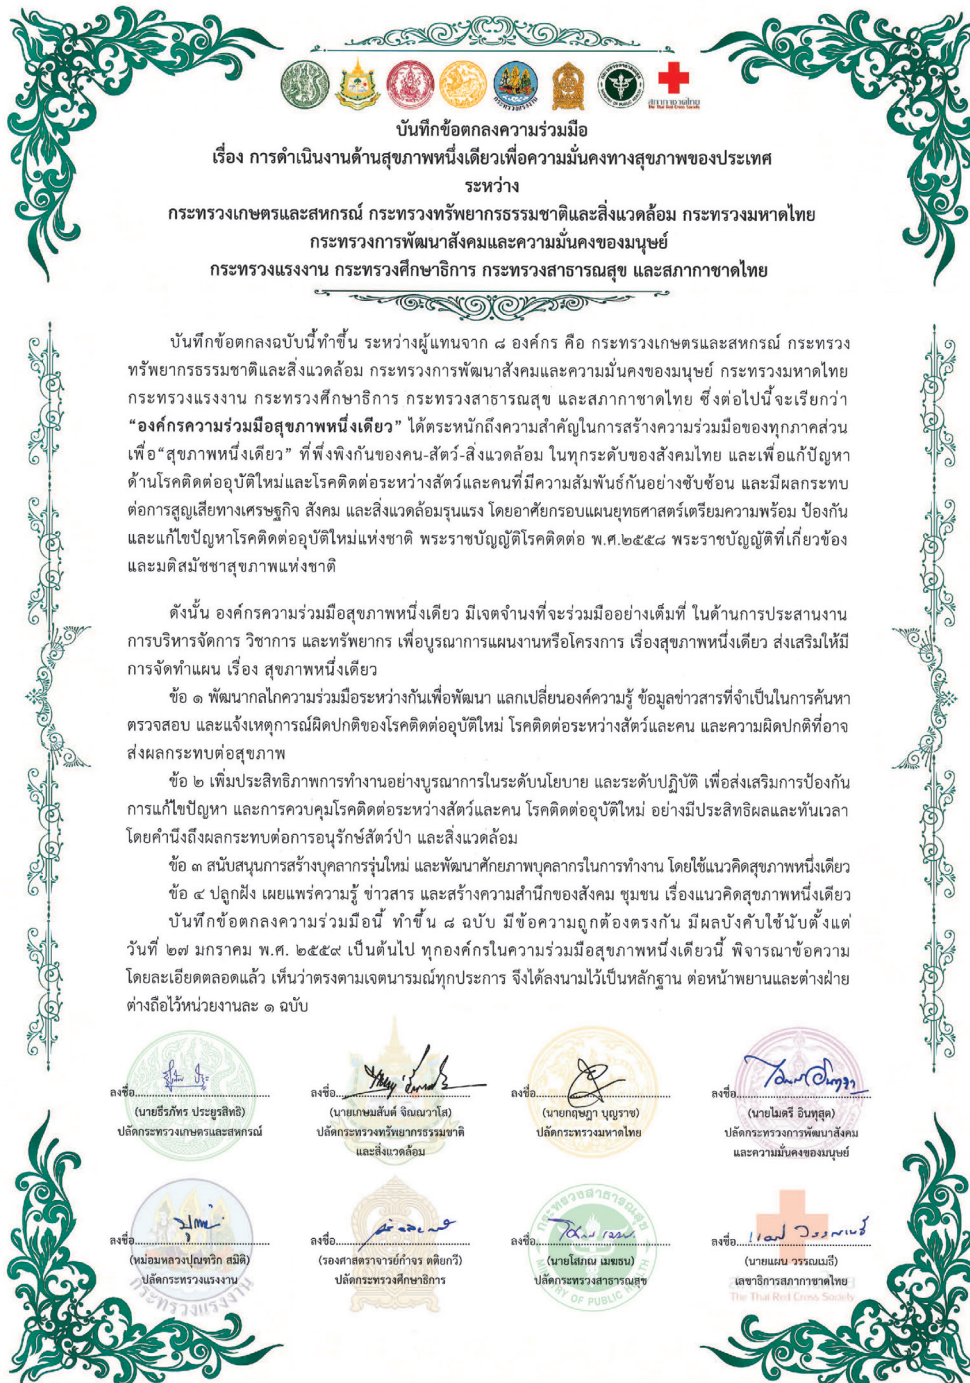 กระทรวงแรงงาน
สภากาชาดไทย
The Thai Red Cross Society
บันทึกข้อตกลงความร่วมมือ
เรื่อง การดำเนินงานด้านสุขภาพหนึ่งเดียวเพื่อความมั่นคงทางสุขภาพของประเทศ
ระหว่าง
กระทรวงเกษตรและสหกรณ์ กระทรวงทรัพยากรธรรมชาติและสิ่งแวดล้อม กระทรวงมหาดไทย
กระทรวงการพัฒนาสังคมและความมั่นคงของมนุษย์
กระทรวงแรงงาน กระทรวงศึกษาธิการ กระทรวงสาธารณสุข และสภากาชาดไทย
บันทึกข้อตกลงฉบับนี้ทำขึ้น ระหว่างผู้แทนจาก ๘ องค์กร คือ กระทรวงเกษตรและสหกรณ์ กระทรวง
ทรัพยากรธรรมชาติและสิ่งแวดล้อม กระทรวงการพัฒนาสังคมและความมั่นคงของมนุษย์ กระทรวงมหาดไทย
กระทรวงแรงงาน กระทรวงศึกษาธิการ กระทรวงสาธารณสุข และสภากาชาดไทย ซึ่งต่อไปนี้จะเรียกว่า
“องค์กรความร่วมมือสุขภาพหนึ่งเดียว” ได้ตระหนักถึงความสำคัญในการสร้างความร่วมมือของทุกภาคส่วน
เพื่อ“สุขภาพหนึ่งเดียว” ที่พึ่งพิงกันของคน-สัตว์-สิ่งแวดล้อม ในทุกระดับของสังคมไทย และเพื่อแก้ปัญหา
ด้านโรคติดต่ออุบัติใหม่และโรคติดต่อระหว่างสัตว์และคนที่มีความสัมพันธ์กันอย่างซับซ้อน และมีผลกระทบ
ต่อการสูญเสียทางเศรษฐกิจ สังคม และสิ่งแวดล้อมรุนแรง โดยอาศัยกรอบแผนยุทธศาสตร์เตรียมความพร้อม ป้องกัน
และแก้ไขปัญหาโรคติดต่ออุบัติใหม่แห่งชาติ พระราชบัญญัติโรคติดต่อ พ.ศ.๒๕๕๘ พระราชบัญญัติที่เกี่ยวข้อง
และมติสมัชชาสุขภาพแห่งชาติ
ดังนั้น องค์กรความร่วมมือสุขภาพหนึ่งเดียว มีเจตจำนงที่จะร่วมมืออย่างเต็มที่ ในด้านการประสานงาน
การบริหารจัดการ วิชาการ และทรัพยากร เพื่อบูรณาการแผนงานหรือโครงการ เรื่องสุขภาพหนึ่งเดียว ส่งเสริมให้มี
การจัดทำแผน เรื่อง สุขภาพหนึ่งเดียว
ข้อ ๑ พัฒนากลไกความร่วมมือระหว่างกันเพื่อพัฒนา แลกเปลี่ยนองค์ความรู้ ข้อมูลข่าวสารที่จำเป็นในการค้นหา
ตรวจสอบ และแจ้งเหตุการณ์ผิดปกติของโรคติดต่ออุบัติใหม่ โรคติดต่อระหว่างสัตว์และคน และความผิดปกติที่อาจ
ส่งผลกระทบต่อสุขภาพ
ข้อ ๒ เพิ่มประสิทธิภาพการทำงานอย่างบูรณาการในระดับนโยบาย และระดับปฏิบัติ เพื่อส่งเสริมการป้องกัน
การแก้ไขปัญหา และการควบคุมโรคติดต่อระหว่างสัตว์และคน โรคติดต่ออุบัติใหม่ อย่างมีประสิทธิผลและทันเวลา
โดยคำนึงถึงผลกระทบต่อการอนุรักษ์สัตว์ป่า และสิ่งแวดล้อม
ข้อ ๓ สนับสนุนการสร้างบุคลากรรุ่นใหม่ และพัฒนาศักยภาพบุคลากรในการทำงาน โดยใช้แนวคิดสุขภาพหนึ่งเดียว
ข้อ ๔ ปลูกฝัง เผยแพร่ความรู้ ข่าวสาร และสร้างความสำนึกของสังคม ชุมชน เรื่องแนวคิดสุขภาพหนึ่งเดียว
บันทึกข้อตกลงความร่วมมือนี้ ทำขึ้น ๘ ฉบับ มีข้อความถูกต้องตรงกัน มีผลบังคับใช้นับตั้งแต่
วันที่ ๒๗ มกราคม พ.ศ. ๒๕๕๙ เป็นต้นไป ทุกองค์กรในความร่วมมือสุขภาพหนึ่งเดียวนี้ พิจารณาข้อความ
โดยละเอียดตลอดแล้ว เห็นว่าตรงตามเจตนารมณ์ทุกประการ จึงได้ลงนามไว้เป็นหลักฐาน ต่อหน้าพยานและต่างฝ่าย
ต่างถือไว้หน่วยงานละ ๑ ฉบับ
ลงชื่อ ลงชื่อ ลงชื่อ ลงชื่อ
(นายธีรภัทร ประยูรสิทธิ) (นายเกษมสันต์ จิณณวาโส) (นายกฤษฎา บุญราช) (นายไมตรี อินทุสุต)
ปลัดกระทรวงเกษตรและสหกรณ์ ปลัดกระทรวงทรัพยากรธรรมชาติ ปลัดกระทรวงมหาดไทย ปลัดกระทรวงการพัฒนาสังคม
และสิ่งแวดล้อม และความมั่นคงของมนุษย์
ลงชื่อ ลงชื่อ ลงชื่อ ลงชื่อ
(หม่อมหลวงปุณฑริก สมิติ) (รองศาสตราจารย์กำจร ตติยกวี) (นายโสภณ เมฆธน) (นายแผน วรรณเมธี)
ปลัดกระทรวงแรงงาน ปลัดกระทรวงศึกษาธิการ ปลัดกระทรวงสาธารณสุข เลขาธิการสภากาชาดไทย
กระทรวงแรงงาน
กระทรวงสาธารณสุข
MINISTRY OF PUBLIC HEALTH
The Thai Red Cross Society